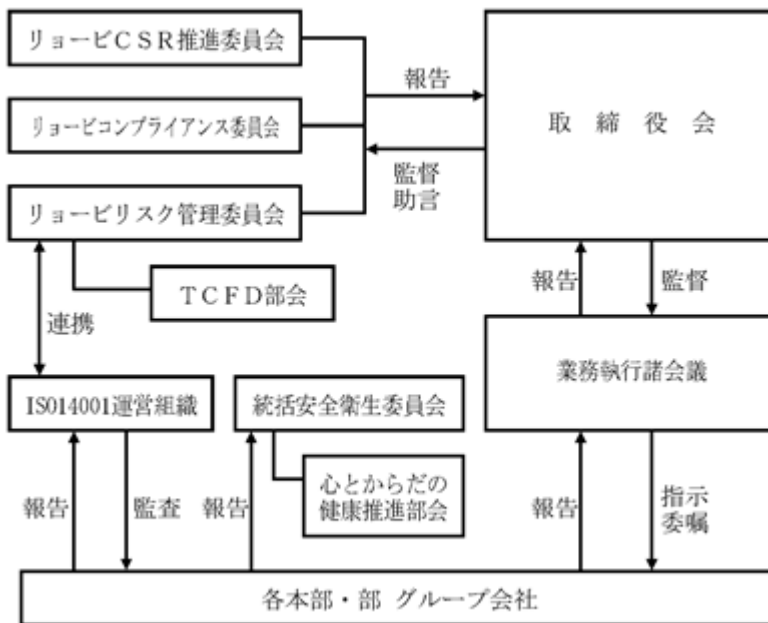 リョービCSR推進委員会
リョービコンプライアンス委員会
リョービリスク管理委員会
TCFD部会
報告
監督
助言
取締役会
報告
監督
連携
業務執行諸会議
ISO14001運営組織
統括安全衛生委員会
心とからだの
健康推進部会
報告
監査
報告
報告
指示
委嘱
各本部・部 グループ会社